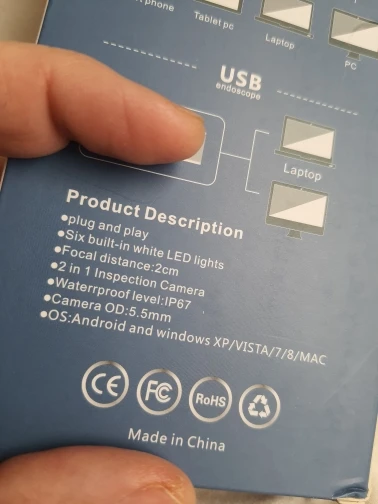 phone
Tablet pc
Laptop
PC
USB
endoscope
Laptop
Product Description
●plug and play
●Six built-in white LED lights
●Focal distance:2cm
●2 in 1 Inspection Camera
●Waterrproof level:IP67
●Camera OD:5.5mm
●OS:Android and windows XP/VISTA/7/8/MAC
CE FC RoHS
Made in China